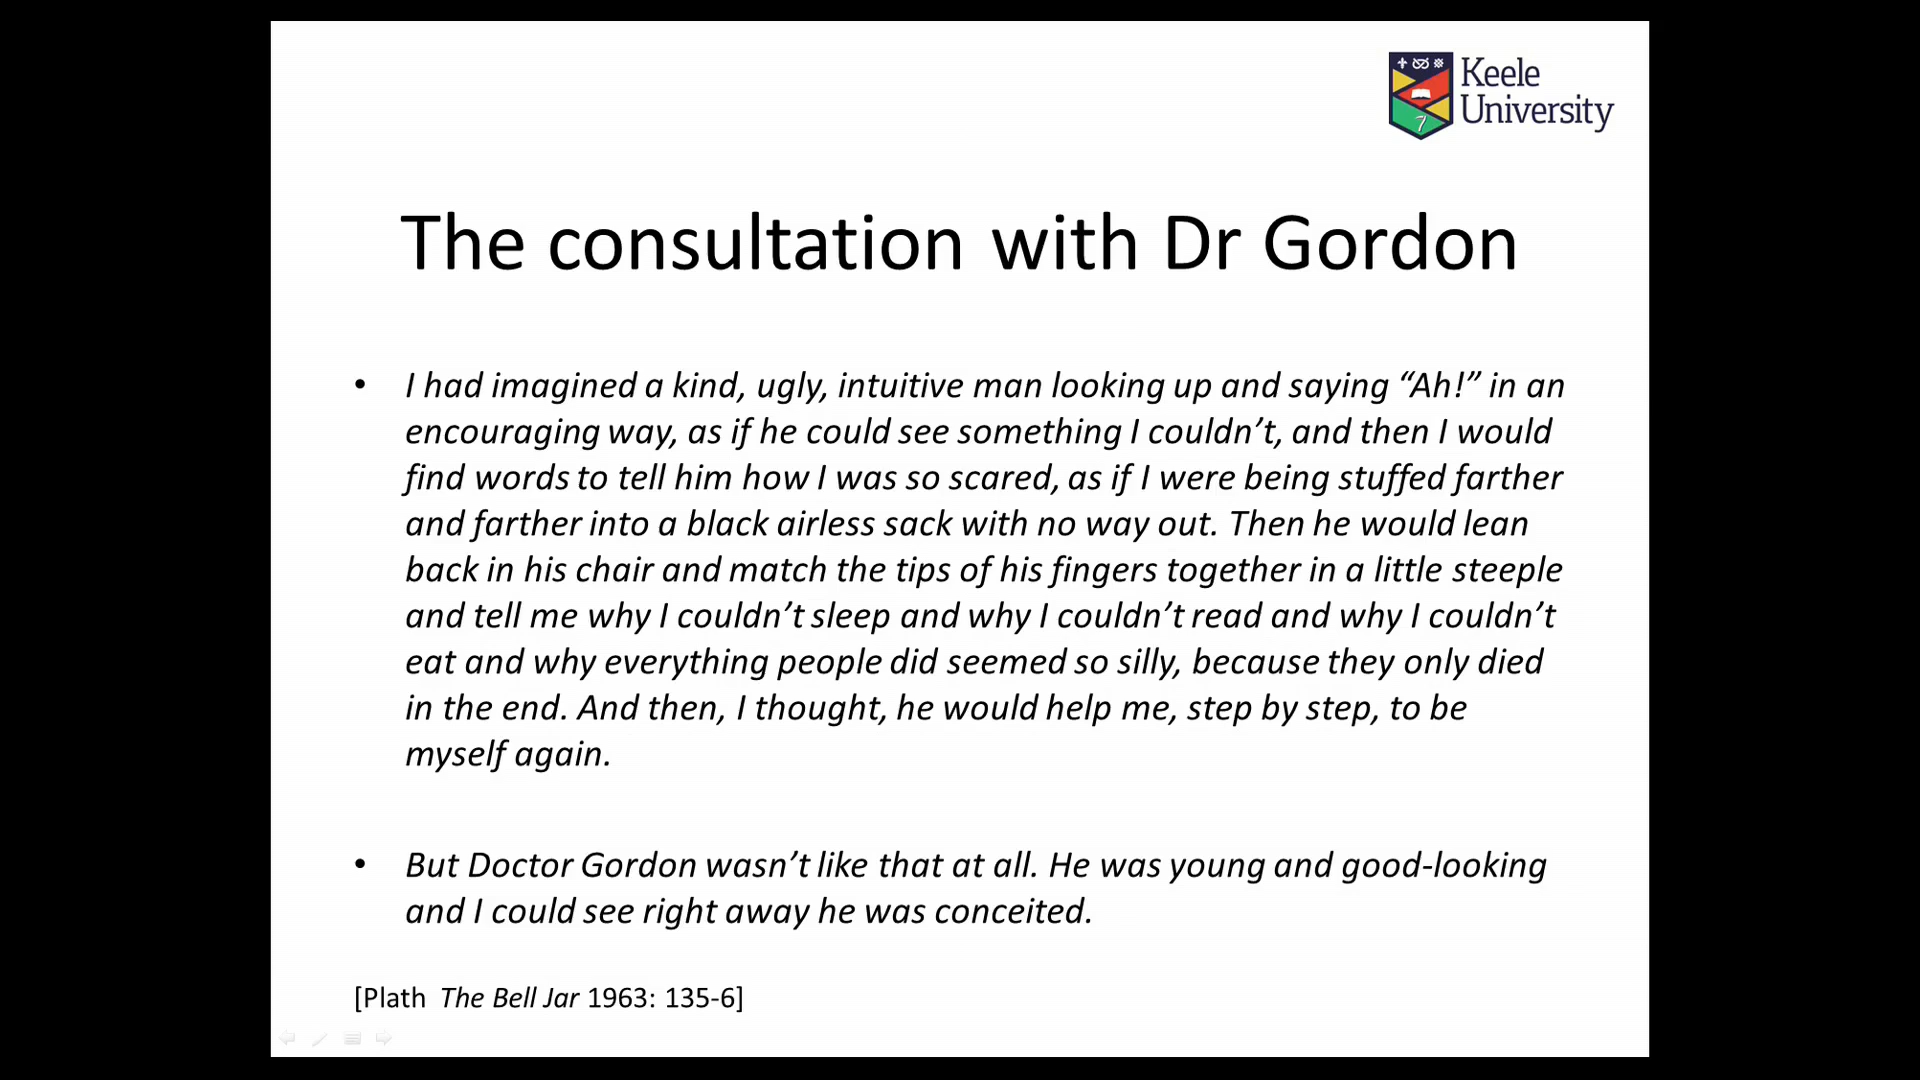 Keele
University
The consultation with Dr Gordon
• I had imagined a kind, ugly, intuitive man looking up and saying “Ah!” in an
encouraging way, as if he could see something I couldn’t, and then I would
find words to tell him how I was so scared, as if I were being stuffed farther
and farther into a black airless sack with no way out. Then he would lean
back in his chair and match the tips of his fingers together in a little steeple
and tell me why I couldn’t sleep and why I couldn’t read and why I couldn’t
eat and why everything people did seemed so silly, because they only died
in the end. And then, I thought, he would help me, step by step, to be
myself again.
• But Doctor Gordon wasn’t like that at all. He was young and good-looking
and I could see right away he was conceited.
[Plath The Bell Jar 1963: 135-6]